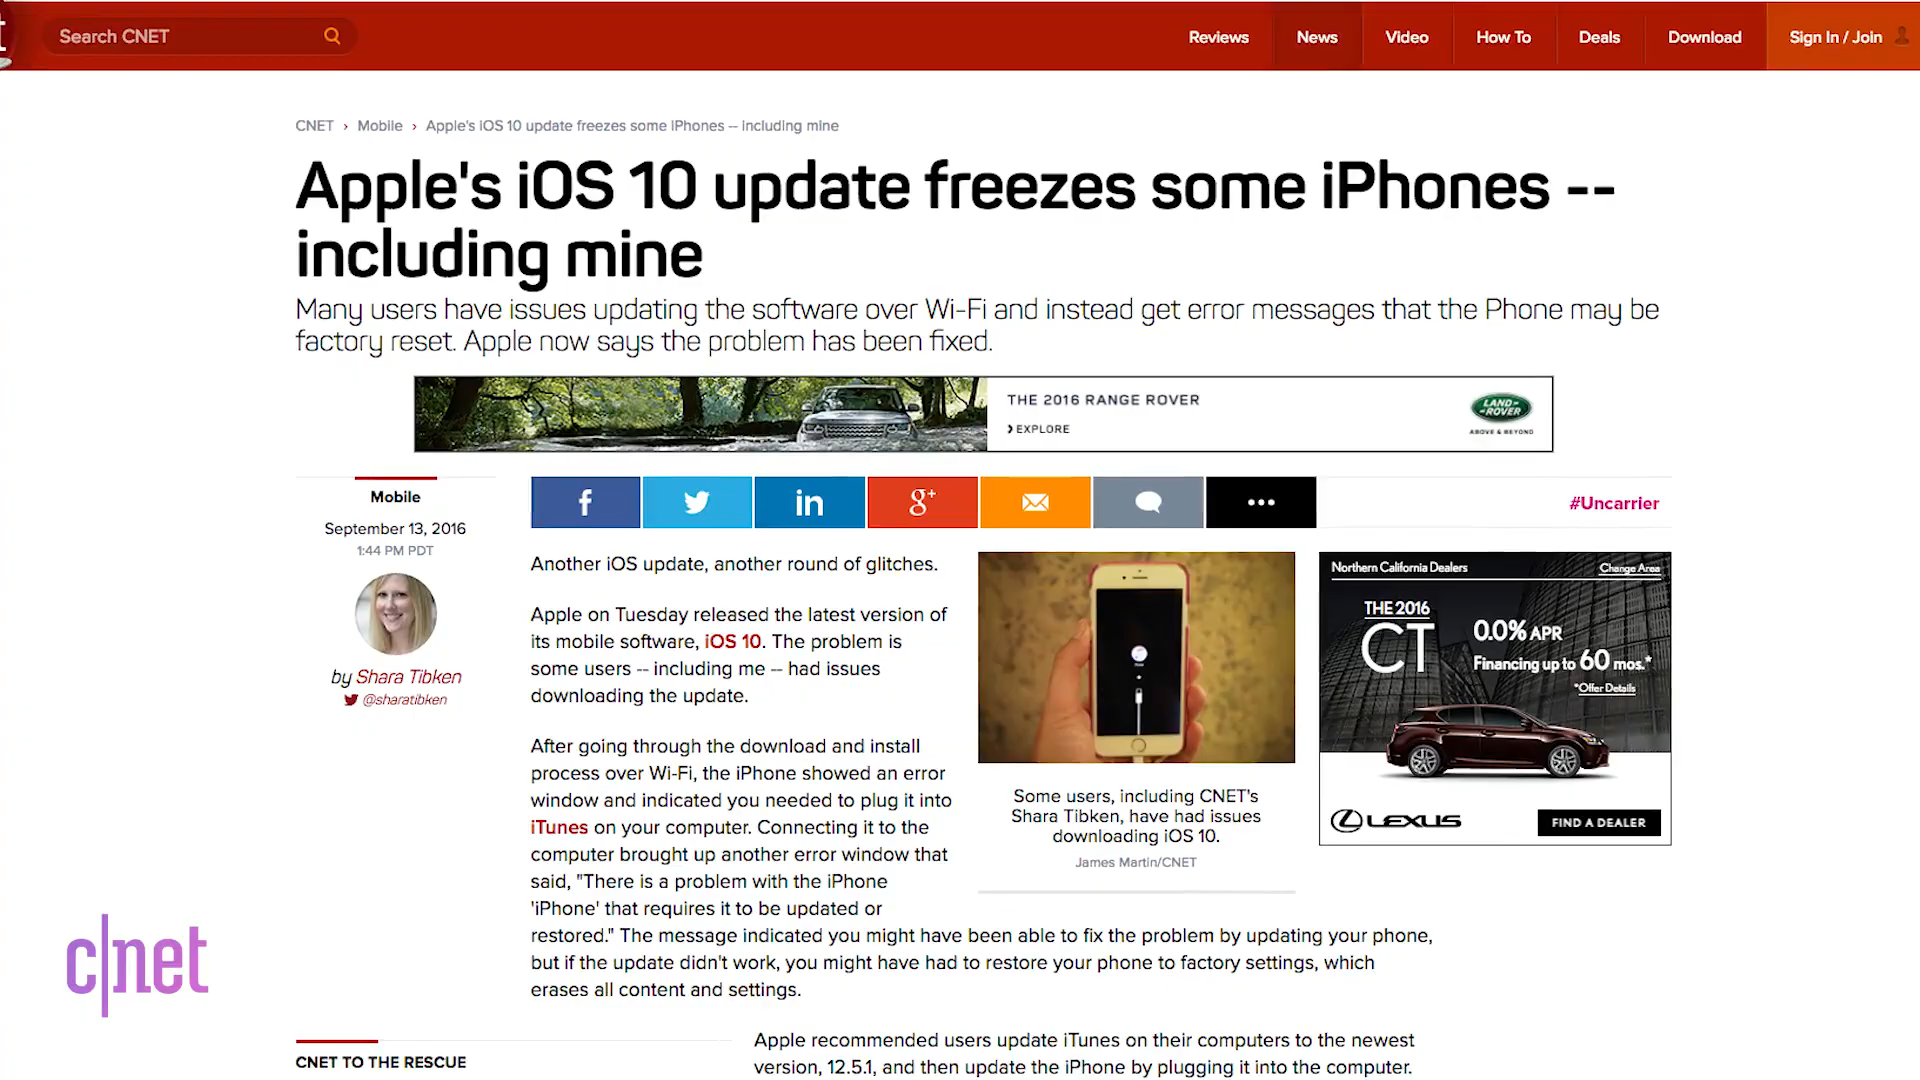 Search CNET
Reviews
News
Video
How To
Deals
Download
Sign In / Join
CNET › Mobile › Apple's iOS 10 update freezes some iPhones -- including mine
Apple's iOS 10 update freezes some iPhones --
including mine
Many users have issues updating the software over Wi-Fi and instead get error messages that the Phone may be
factory reset. Apple now says the problem has been fixed.
THE 2016 RANGE ROVER
EXPLORE
LAND-
-ROVER
ABOVE & BEYOND
Mobile
September 13, 2016
1:44 PM PDT
by Shara Tibken
@sharatibken
f
in
g+
...
#Uncarrier
Another iOS update, another round of glitches.
Apple on Tuesday released the latest version of
its mobile software, iOS 10. The problem is
some users -- including me -- had issues
downloading the update.
After going through the download and install
process over Wi-Fi, the iPhone showed an error
window and indicated you needed to plug it into
iTunes on your computer. Connecting it to the
computer brought up another error window that
said, "There is a problem with the iPhone
'iPhone' that requires it to be updated or
restored." The message indicated you might have been able to fix the problem by updating your phone,
but if the update didn't work, you might have had to restore your phone to factory settings, which
erases all content and settings.
Some users, including CNET's
Shara Tibken, have had issues
downloading iOS 10.
James Martin/CNET
Northern California Dealers
Change Area
THE 2016
CT
0.0% APR
Financing up to 60 mos.*
*Offer Details
LEXUS
FIND A DEALER
c|net
CNET TO THE RESCUE
Apple recommended users update iTunes on their computers to the newest
version, 12.5.1, and then update the iPhone by plugging it into the computer.